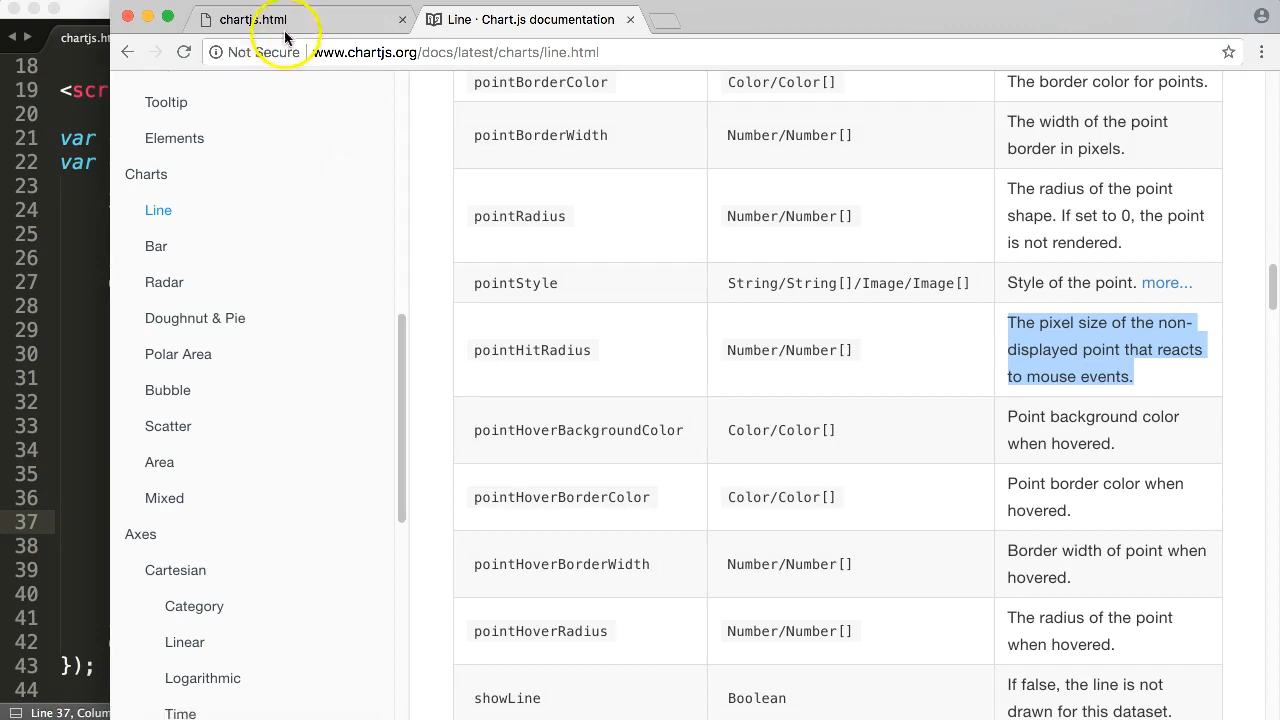 chartjs.html
Line · Chart.js ocumentation
Not Secure
www.chartjs.org/docs/latest/charts/line.html
chartjs.h
18
19 <scr
20
21 var
22 var
23
24
25
26
27
28
29
30
31
32
33
34
35
36
37
38
39
40
41
42
43 });
44
Line 37, Colum
Tooltip
Elements
Charts
Line
Bar
Radar
Doughnut & Pie
Polar Area
Bubble
Scatter
Area
Mixed
Axes
Cartesian
Category
Linear
Logarithmic
Time
pointBorderColor Color/Color[] The border color for points.
pointBorderWidth Number/Number[] The width of the point
border in pixels.
pointRadius Number/Number[] The radius of the point
shape. If set to 0, the point
is not rendered.
pointStyle String/String[]/Image/Image[] Style of the point. more...
pointHitRadius Number/Number[] The pixel size of the non-
displayed point that reacts
to mouse events.
pointHoverBackgroundColor Color/Color[] Point background color
when hovered.
pointHoverBorderColor Color/Color[] Point border color when
hovered.
pointHoverBorderWidth Number/Number[] Border width of point when
hovered.
pointHoverRadius Number/Number[] The radius of the point
when hovered.
showLine Boolean If false, the line is not
drawn for this dataset.